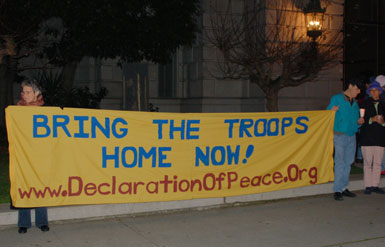 BRING THE TROOPS
HOME NOW!
www.DeclarationOfPeace.Org